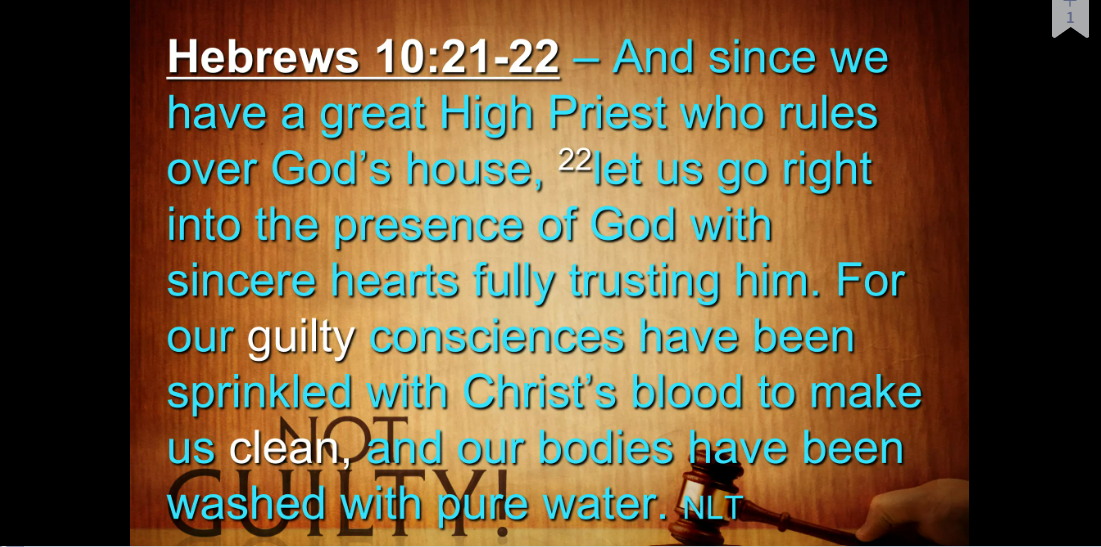 Hebrews 10:21-22 – And since we
have a great High Priest who rules
over God’s house, 22let us go right
into the presence of God with
sincere hearts fully trusting him. For
our guilty consciences have been
sprinkled with Christ’s blood to make
us clean, and our bodies have been
washed with pure water. NLT
NOT
GUILTY!
1